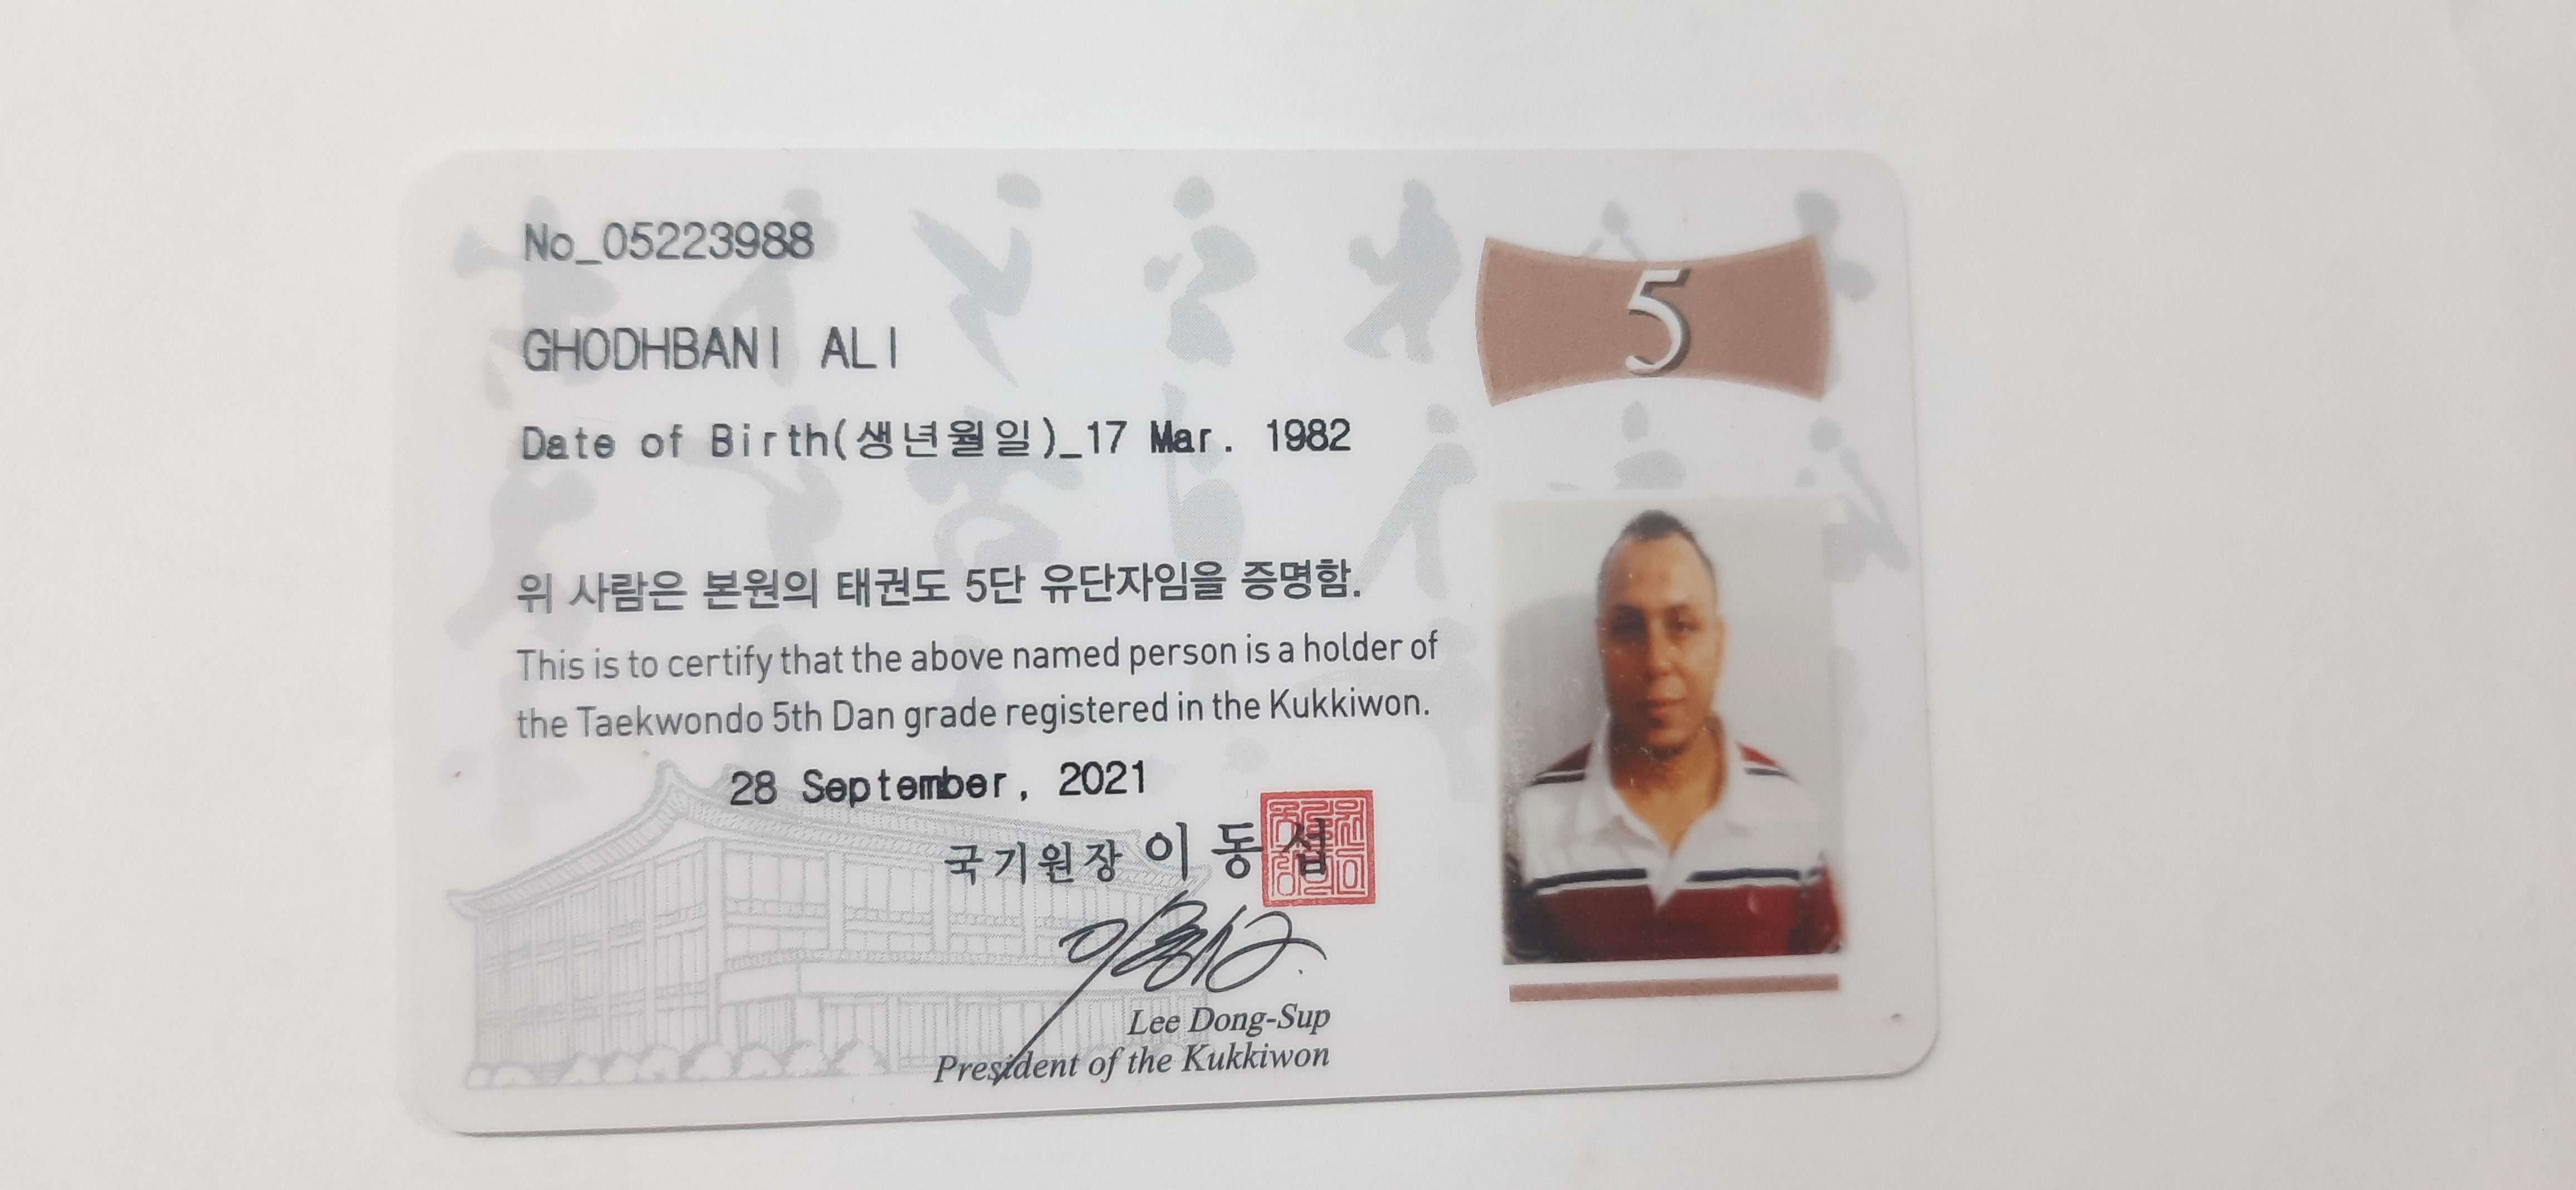 No_05223988
5
GHODHBANI ALI
Date of Birth(생년월일)_17 Mar. 1982
위 사람은 본원의 태권도 5단 유단자임을 증명함.
This is to certify that the above named person is a holder of
the Taekwondo 5th Dan grade registered in the Kukkiwon.
28 September, 2021
국기원장 이동섭
Lee Dong-Sup
President of the Kukkiwon